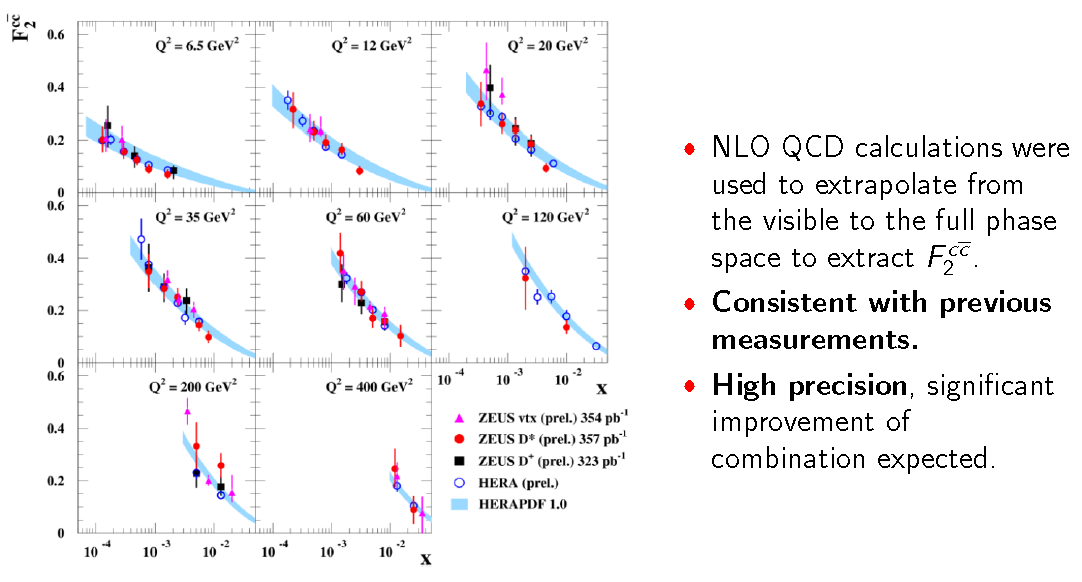 F₂^cc̅
Q² = 6.5 GeV²
Q² = 12 GeV²
Q² = 20 GeV²
0.6
0.4
0.2
0
Q² = 35 GeV²
Q² = 60 GeV²
Q² = 120 GeV²
0.6
0.4
0.2
0
10⁻⁴ 10⁻³ 10⁻²
x
Q² = 200 GeV²
Q² = 400 GeV²
0.6
0.4
0.2
0
ZEUS vtx (prel.) 354 pb⁻¹
ZEUS D* (prel.) 357 pb⁻¹
ZEUS D⁺ (prel.) 323 pb⁻¹
HERA (prel.)
HERAPDF 1.0
10⁻⁴ 10⁻³ 10⁻² 10⁻⁴ 10⁻³ 10⁻² x
• NLO QCD calculations were
used to extrapolate from
the visible to the full phase
space to extract F₂^cc̅.
• Consistent with previous
measurements.
• High precision, significant
improvement of
combination expected.